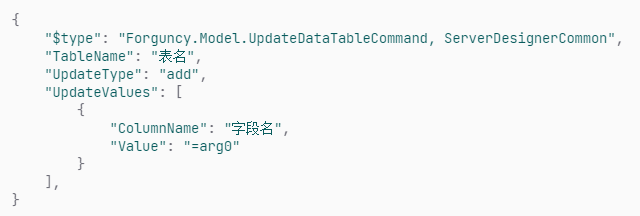 {
    "$type": "Forguncy.Model.UpdateDataTableCommand, ServerDesignerCommon",
    "TableName": "表名",
    "UpdateType": "add",
    "UpdateValues": [
        {
            "ColumnName": "字段名",
            "Value": "=arg0"
        }
    ],
}